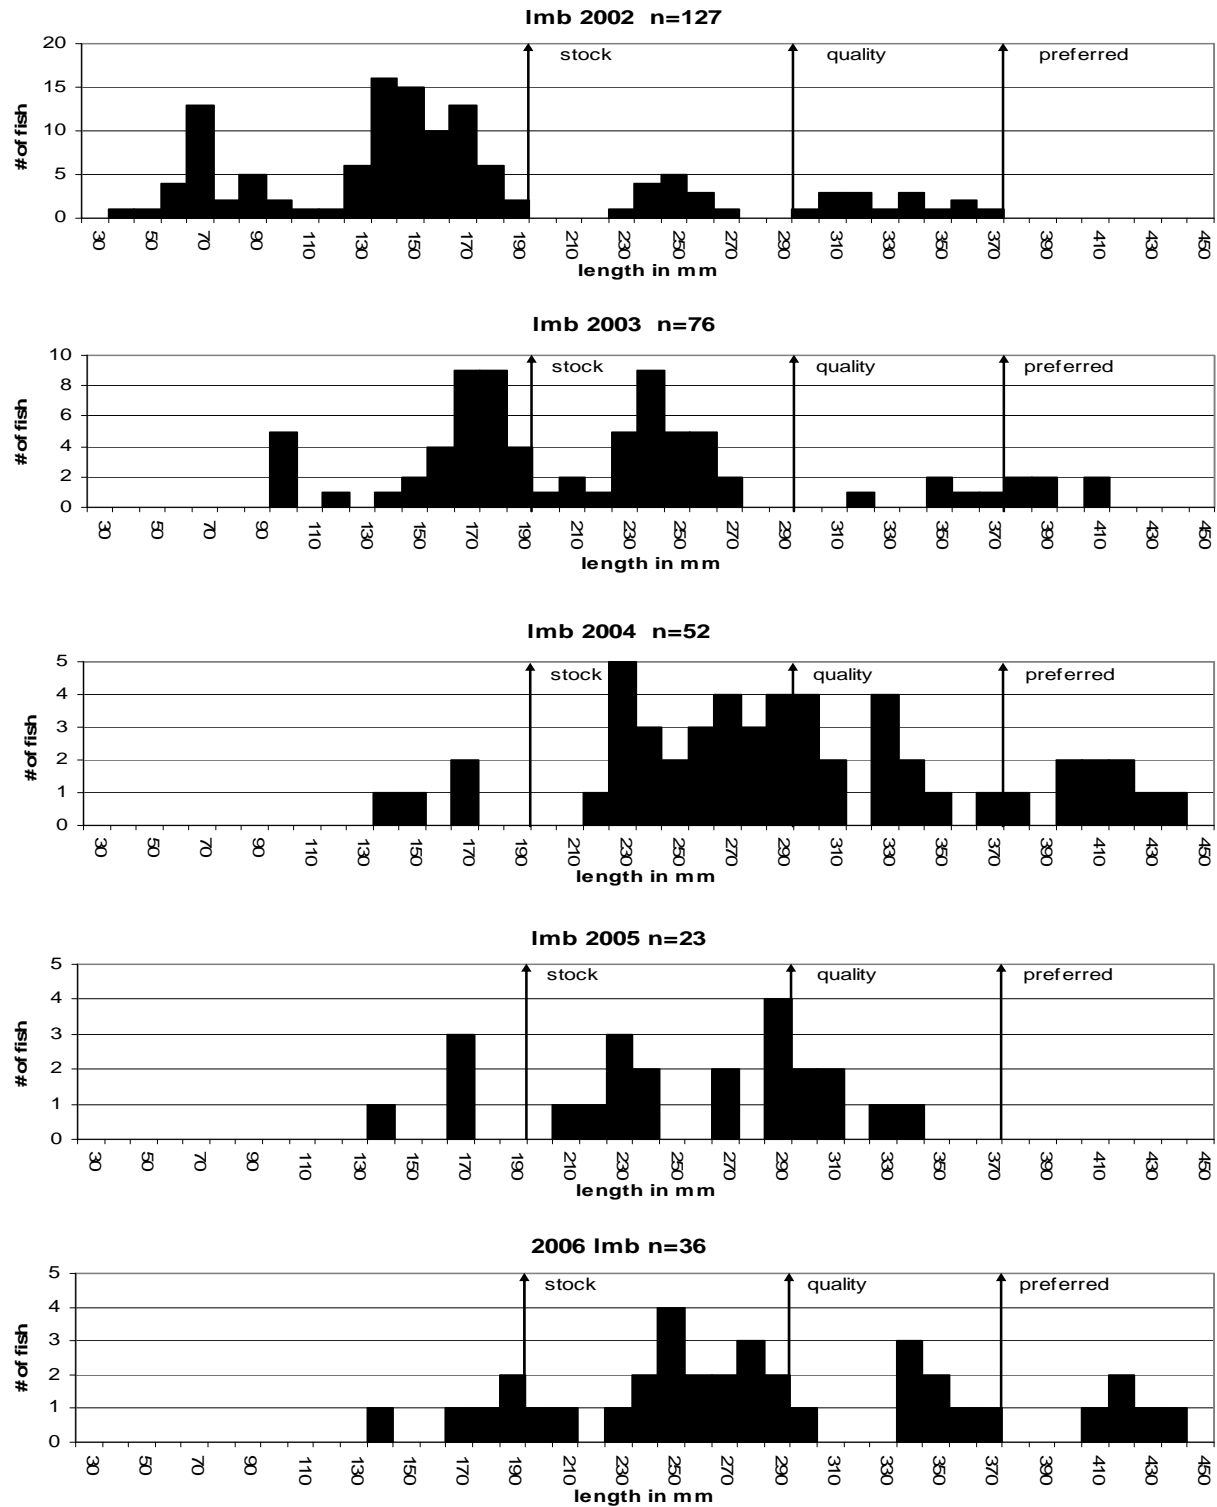 lmb 2002 n=127
20
stock quality preferred
15
10
5
0
# of fish
30 50 70 90 110 130 150 170 190 210 230 250 270 290 310 330 350 370 390 410 430 450
length in mm
lmb 2003 n=76
10
stock quality preferred
8
6
4
2
0
# of fish
30 50 70 90 110 130 150 170 190 210 230 250 270 290 310 330 350 370 390 410 430 450
length in mm
lmb 2004 n=52
5
stock quality preferred
4
3
2
1
0
# of fish
30 50 70 90 110 130 150 170 190 210 230 250 270 290 310 330 350 370 390 410 430 450
length in mm
lmb 2005 n=23
5
stock quality preferred
4
3
2
1
0
# of fish
30 50 70 90 110 130 150 170 190 210 230 250 270 290 310 330 350 370 390 410 430 450
length in mm
2006 lmb n=36
5
stock quality preferred
4
3
2
1
0
# of fish
30 50 70 90 110 130 150 170 190 210 230 250 270 290 310 330 350 370 390 410 430 450
length in mm